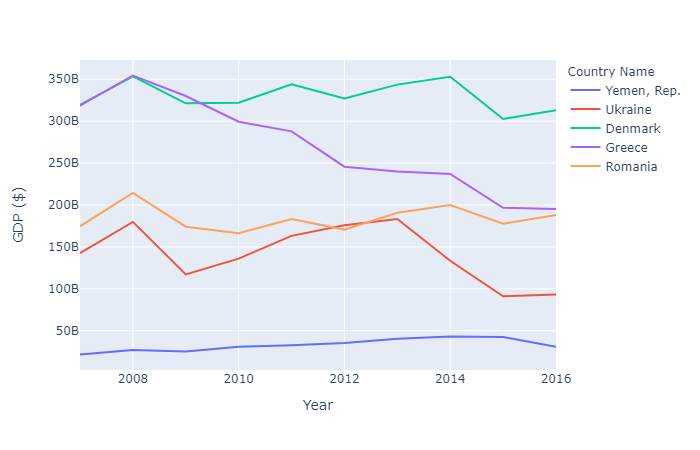 350B
300B
250B
200B
150B
100B
50B
GDP ($)
2008
2010
2012
2014
2016
Year
Country Name
Yemen, Rep.
Ukraine
Denmark
Greece
Romania